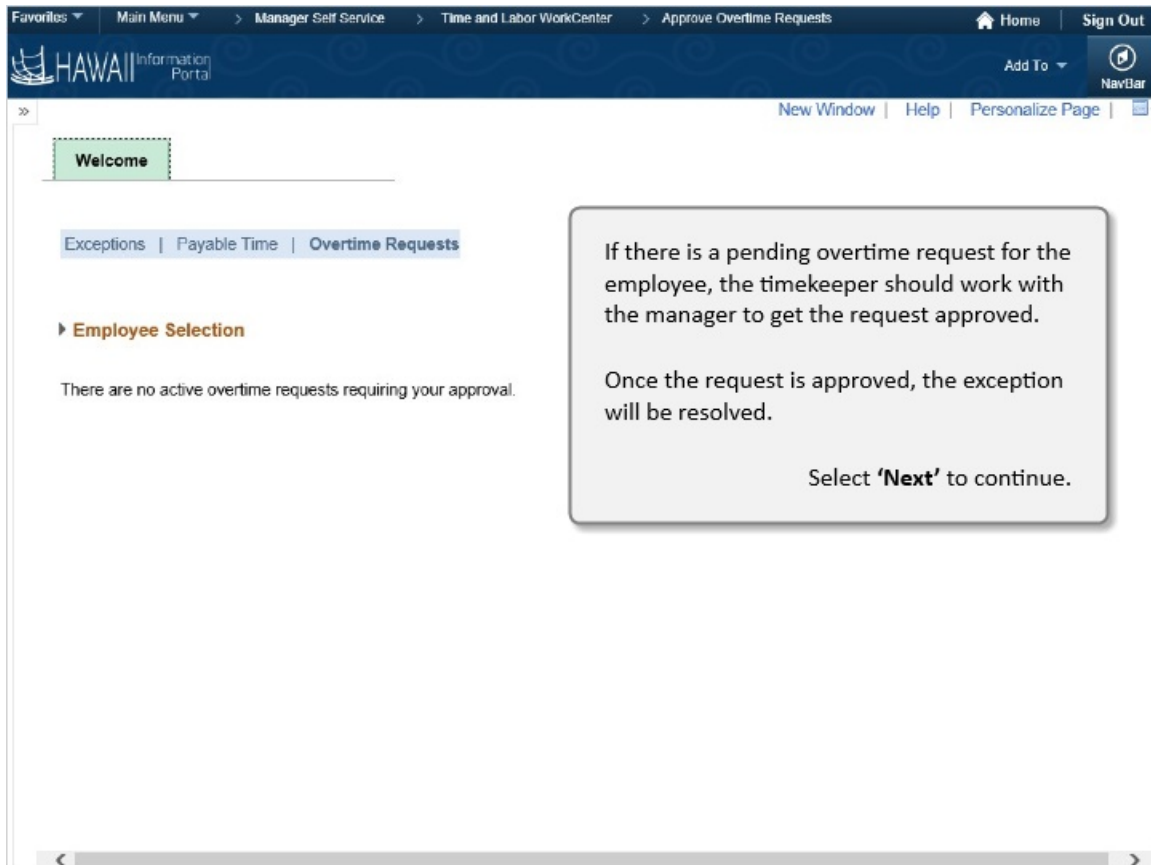 Favorites Main Menu > Manager Self Service > Time and Labor WorkCenter > Approve Overtime Requests Home Sign Out
HAWAII Information Portal
Add To
NavBar
» New Window | Help | Personalize Page |
Welcome
Exceptions | Payable Time | Overtime Requests
Employee Selection
There are no active overtime requests requiring your approval.
If there is a pending overtime request for the
employee, the timekeeper should work with
the manager to get the request approved.
Once the request is approved, the exception
will be resolved.
Select ‘Next’ to continue.